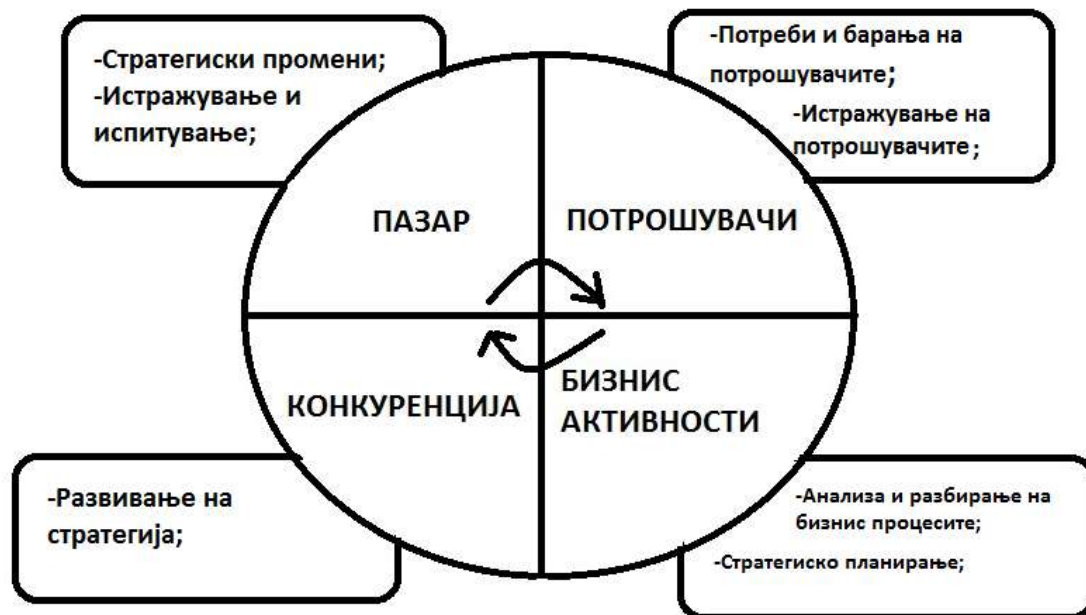 -Стратегиски промени;
-Истражување и
испитување;
-Потреби и барања на
потрошувачите;
-Истражување на
потрошувачите;
ПАЗАР
ПОТРОШУВАЧИ
КОНКУРЕНЦИЈА
БИЗНИС
АКТИВНОСТИ
-Развивање на
стратегија;
-Анализа и разбирање на
бизнис процесите;
-Стратегиско планирање;